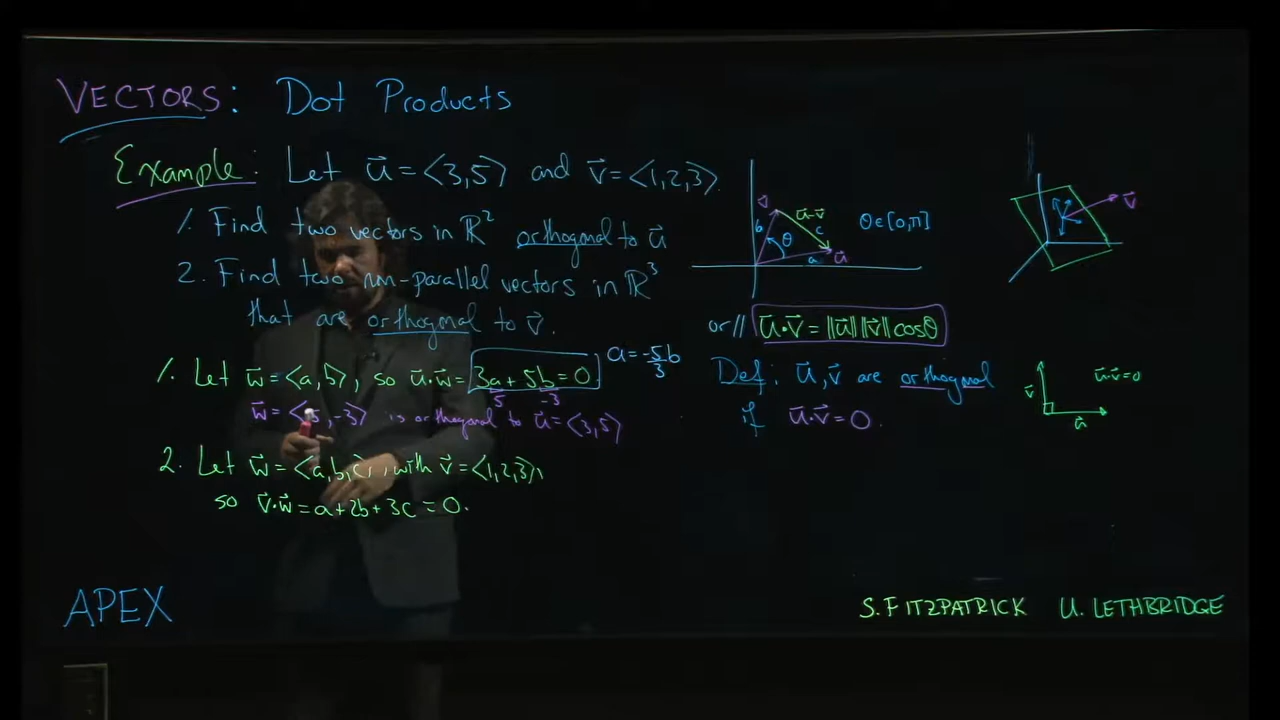 VECTORS: Dot Products
Example: Let u⃗ = <3,5> and v⃗ = <1,2,3>.
1. Find two vectors in ℝ² orthogonal to u⃗
2. Find two non-parallel vectors in ℝ³
that are orthogonal to v⃗.
1. Let w⃗ = <a,b>, so u⃗·w⃗ = 3a + 5b = 0
5 -3
a = -5b/3
w⃗ = <5,-3> is orthogonal to u⃗ = <3,5>
2. Let w⃗ = <a,b,c>, with v⃗ = <1,2,3>,
so v⃗·w⃗ = a + 2b + 3c = 0.
v⃗ u⃗-v⃗ θ∈[0,π]
b θ c
a u⃗
v⃗
or // u⃗·v⃗ = ‖u⃗‖‖v⃗‖cosθ
Def: u⃗,v⃗ are orthogonal
if u⃗·v⃗ = 0.
v⃗ u⃗·v⃗=0
u⃗
APEX
S. FITZPATRICK U. LETHBRIDGE